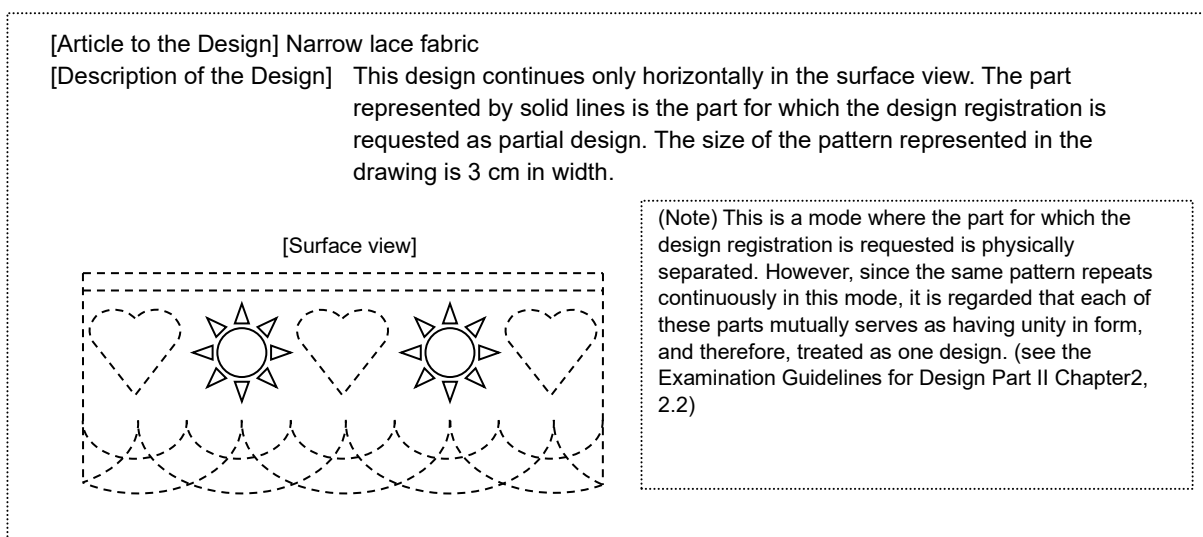 [Article to the Design] Narrow lace fabric
[Description of the Design] This design continues only horizontally in the surface view. The part
represented by solid lines is the part for which the design registration is
requested as partial design. The size of the pattern represented in the
drawing is 3 cm in width.
[Surface view]
(Note) This is a mode where the part for which the
design registration is requested is physically
separated. However, since the same pattern repeats
continuously in this mode, it is regarded that each of
these parts mutually serves as having unity in form,
and therefore, treated as one design. (see the
Examination Guidelines for Design Part II Chapter2,
2.2)